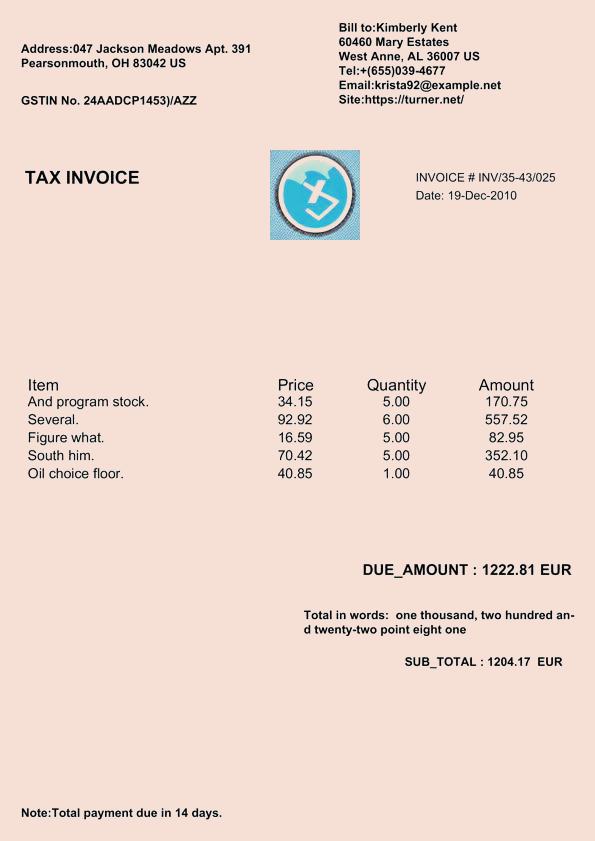 Address:047 Jackson Meadows Apt. 391
Pearsonmouth, OH 83042 US
GSTIN No. 24AADCP1453)/AZZ
Bill to:Kimberly Kent
60460 Mary Estates
West Anne, AL 36007 US
Tel:+(655)039-4677
Email:krista92@example.net
Site:https://turner.net/
TAX INVOICE
INVOICE # INV/35-43/025
Date: 19-Dec-2010
Item Price Quantity Amount
And program stock. 34.15 5.00 170.75
Several. 92.92 6.00 557.52
Figure what. 16.59 5.00 82.95
South him. 70.42 5.00 352.10
Oil choice floor. 40.85 1.00 40.85
DUE_AMOUNT : 1222.81 EUR
Total in words:  one thousand, two hundred an-
d twenty-two point eight one
SUB_TOTAL : 1204.17  EUR
Note:Total payment due in 14 days.